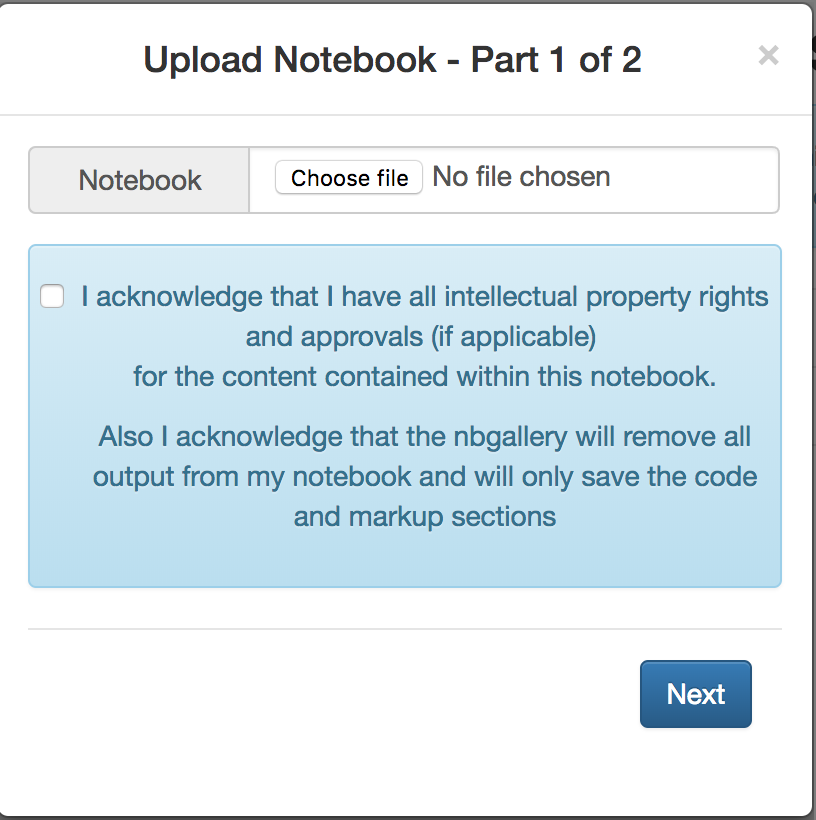 Upload Notebook - Part 1 of 2
×
Notebook
Choose file No file chosen
I acknowledge that I have all intellectual property rights
and approvals (if applicable)
for the content contained within this notebook.
Also I acknowledge that the nbgallery will remove all
output from my notebook and will only save the code
and markup sections
Next